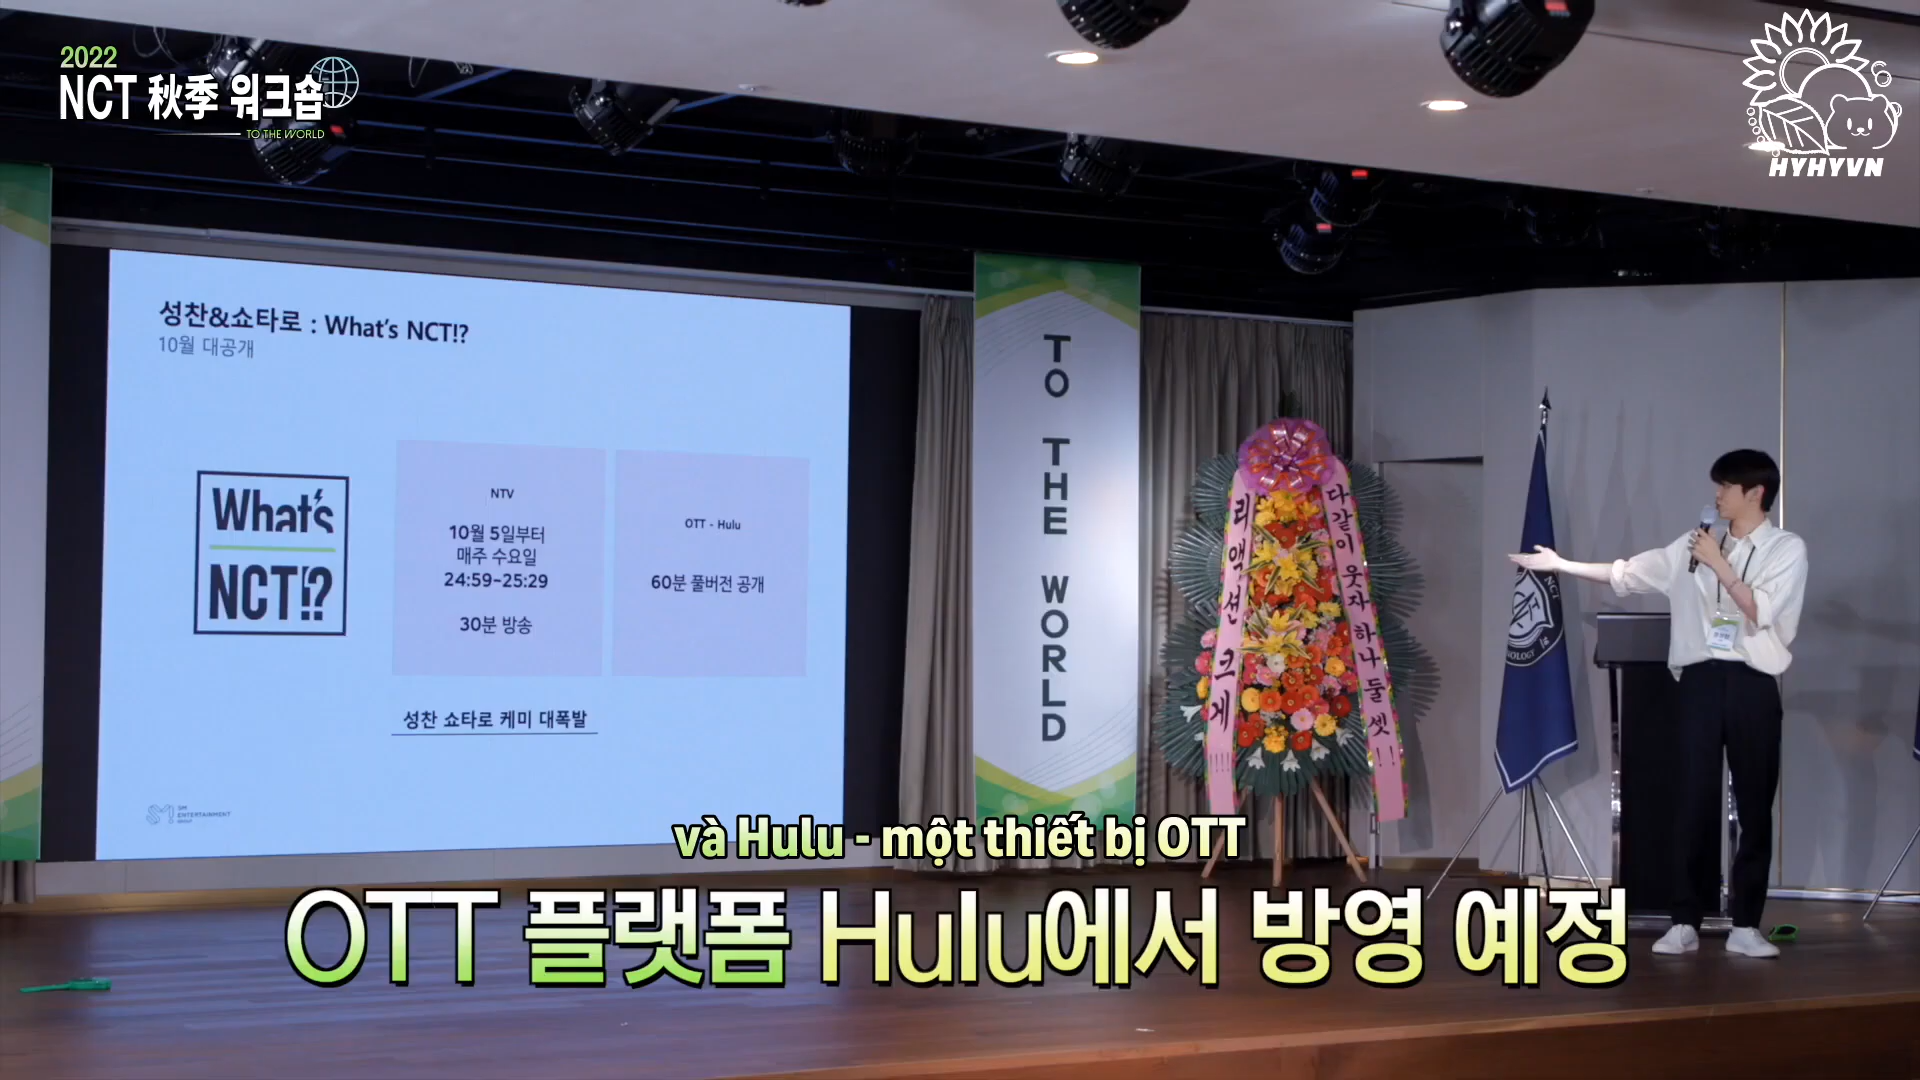 2022
NCT 秋季 워크숍
TO THE WORLD
HYHYVN
성찬&쇼타로 : What's NCT!?
10월 대공개
What's
NCT!?
NTV
10월 5일부터
매주 수요일
24:59~25:29
30분 방송
OTT - Hulu
60분 풀버전 공개
성찬 쇼타로 케미 대폭발
SM
ENTERTAINMENT
GROUP
TO THE WORLD
리액션 크게!!!!
다같이 웃자 하나 둘 셋!!
NCT
NOLOGY
và Hulu - một thiết bị OTT
OTT 플랫폼 Hulu에서 방영 예정